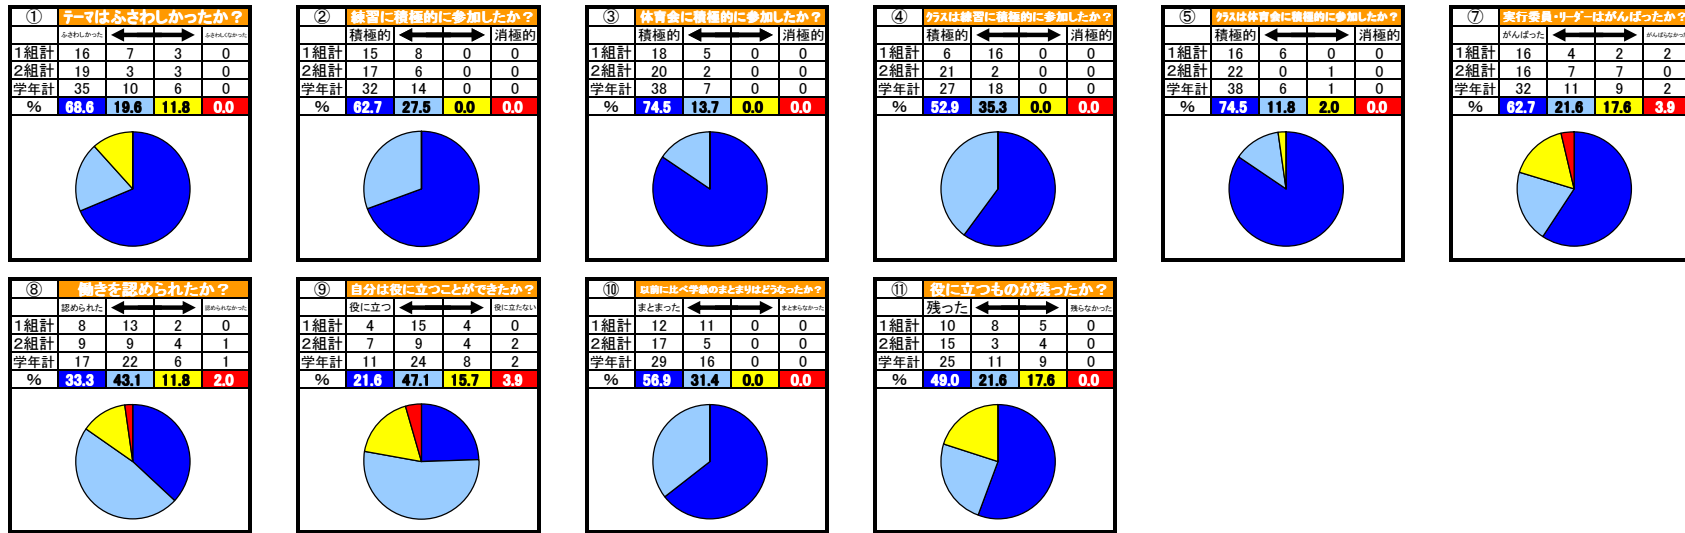 ① テーマはふさわしかったか？
ふさわしかった ふさわしくなかった
1組計 16 7 3 0
2組計 19 3 3 0
学年計 35 10 6 0
% 68.6 19.6 11.8 0.0
② 練習に積極的に参加したか？
積極的 消極的
1組計 15 8 0 0
2組計 17 6 0 0
学年計 32 14 0 0
% 62.7 27.5 0.0 0.0
③ 体育会に積極的に参加したか？
積極的 消極的
1組計 18 5 0 0
2組計 20 2 0 0
学年計 38 7 0 0
% 74.5 13.7 0.0 0.0
④ クラスは練習に積極的に参加したか？
積極的 消極的
1組計 6 16 0 0
2組計 21 2 0 0
学年計 27 18 0 0
% 52.9 35.3 0.0 0.0
⑤ クラスは体育会に積極的に参加したか？
積極的 消極的
1組計 16 6 0 0
2組計 22 0 1 0
学年計 38 6 1 0
% 74.5 11.8 2.0 0.0
⑦ 実行委員・リーダーはがんばったか？
がんばった がんばらなかった
1組計 16 4 2 2
2組計 16 7 7 0
学年計 32 11 9 2
% 62.7 21.6 17.6 3.9
⑧ 働きを認められたか？
認められた 認められなかった
1組計 8 13 2 0
2組計 9 9 4 1
学年計 17 22 6 1
% 33.3 43.1 11.8 2.0
⑨ 自分は役に立つことができたか？
役に立つ 役に立たない
1組計 4 15 4 0
2組計 7 9 4 2
学年計 11 24 8 2
% 21.6 47.1 15.7 3.9
⑩ 以前に比べ学級のまとまりはどうなったか？
まとまった まとまらなかった
1組計 12 11 0 0
2組計 17 5 0 0
学年計 29 16 0 0
% 56.9 31.4 0.0 0.0
⑪ 役に立つものが残ったか？
残った 残らなかった
1組計 10 8 5 0
2組計 15 3 4 0
学年計 25 11 9 0
% 49.0 21.6 17.6 0.0